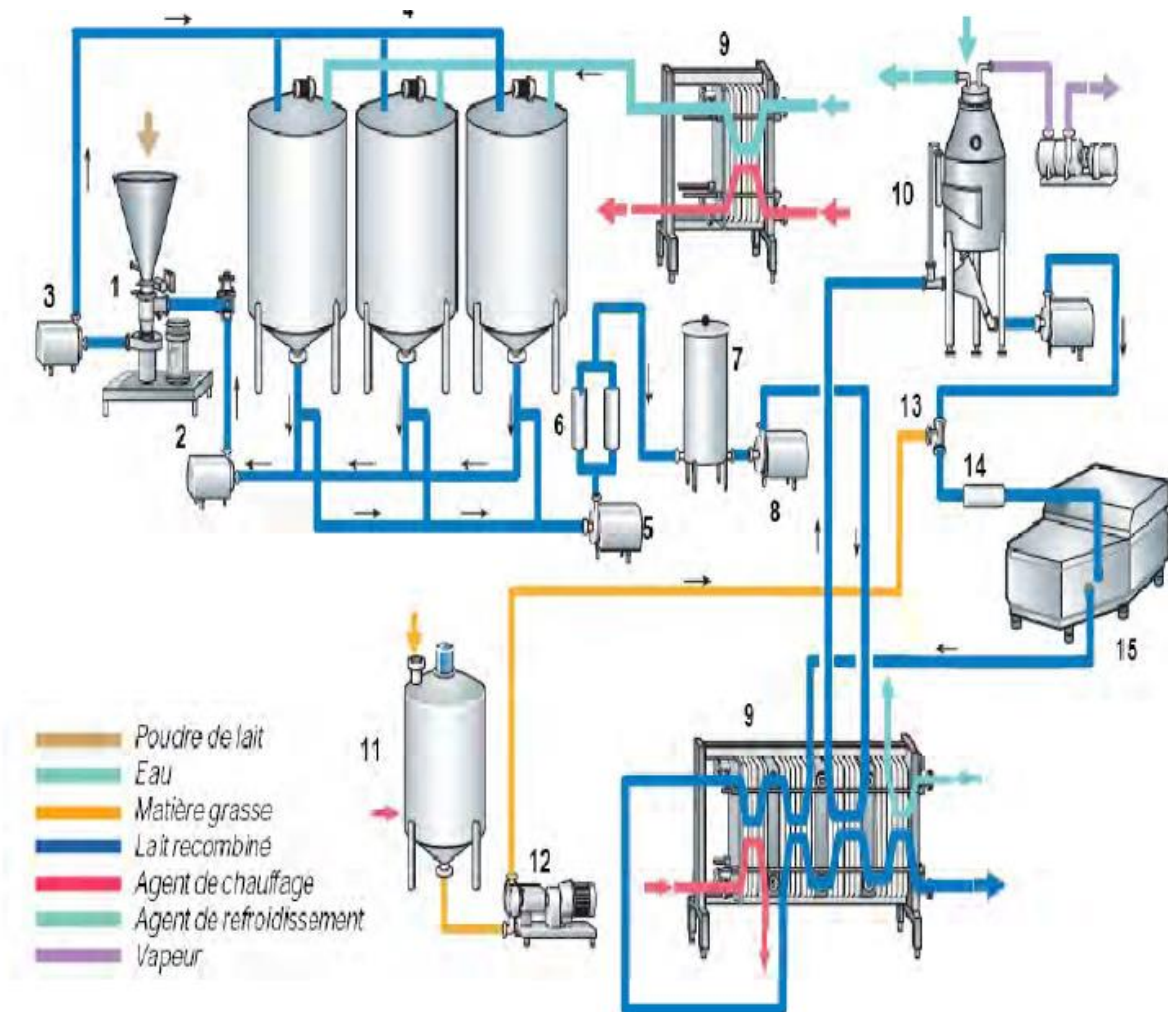 4
9
10
3
1
2
6
7
5
8
13
14
15
11
12
9
Poudre de lait
Eau
Matière grasse
Lait recombiné
Agent de chauffage
Agent de refroidissement
Vapeur